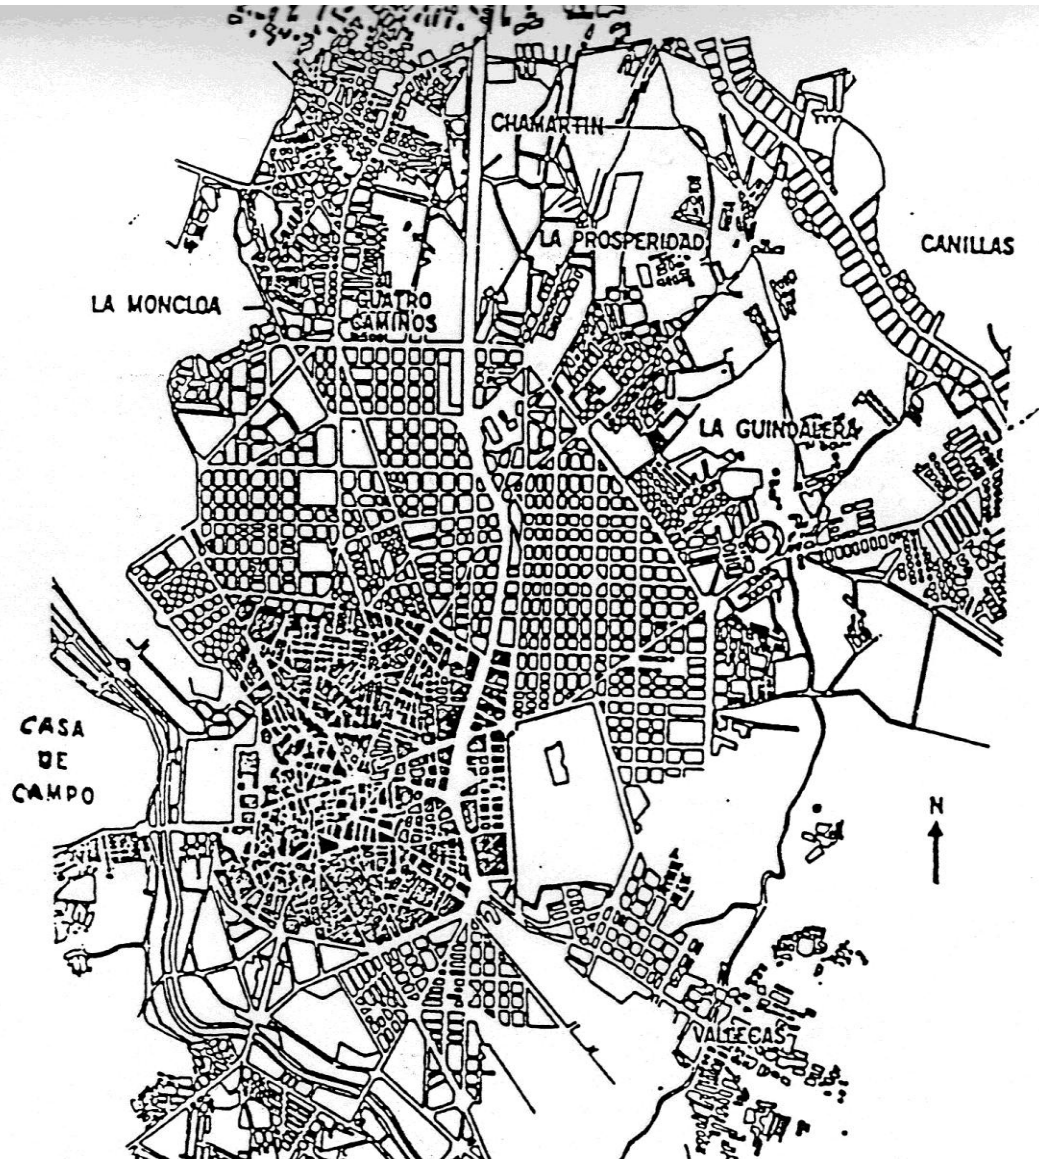 CHAMARTIN
LA PROSPERIDAD
CANILLAS
LA MONCLOA
CUATRO
CAMINOS
LA GUINDALERA
CASA
DE
CAMPO
N
VALLECAS